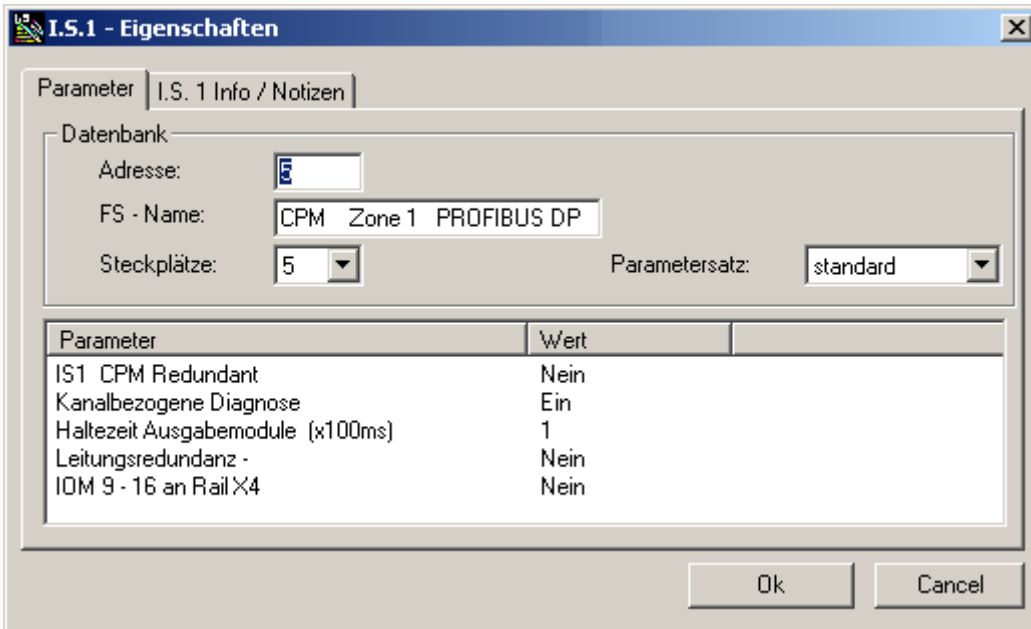 I.S.1 - Eigenschaften
Parameter I.S. 1 Info / Notizen
Datenbank
Adresse: 5
FS - Name: CPM Zone 1 PROFIBUS DP
Steckplätze: 5 Parametersatz: standard
Parameter Wert
IS1 CPM Redundant Nein
Kanalbezogene Diagnose Ein
Haltezeit Ausgabemodule (x100ms) 1
Leitungsredundanz - Nein
IOM 9 - 16 an Rail X4 Nein
Ok Cancel